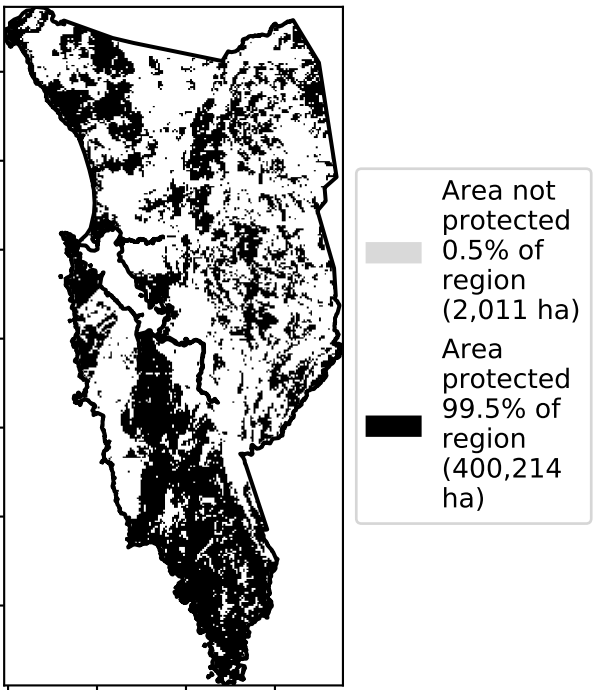 Area not
protected
0.5% of
region
(2,011 ha)
Area
protected
99.5% of
region
(400,214
ha)